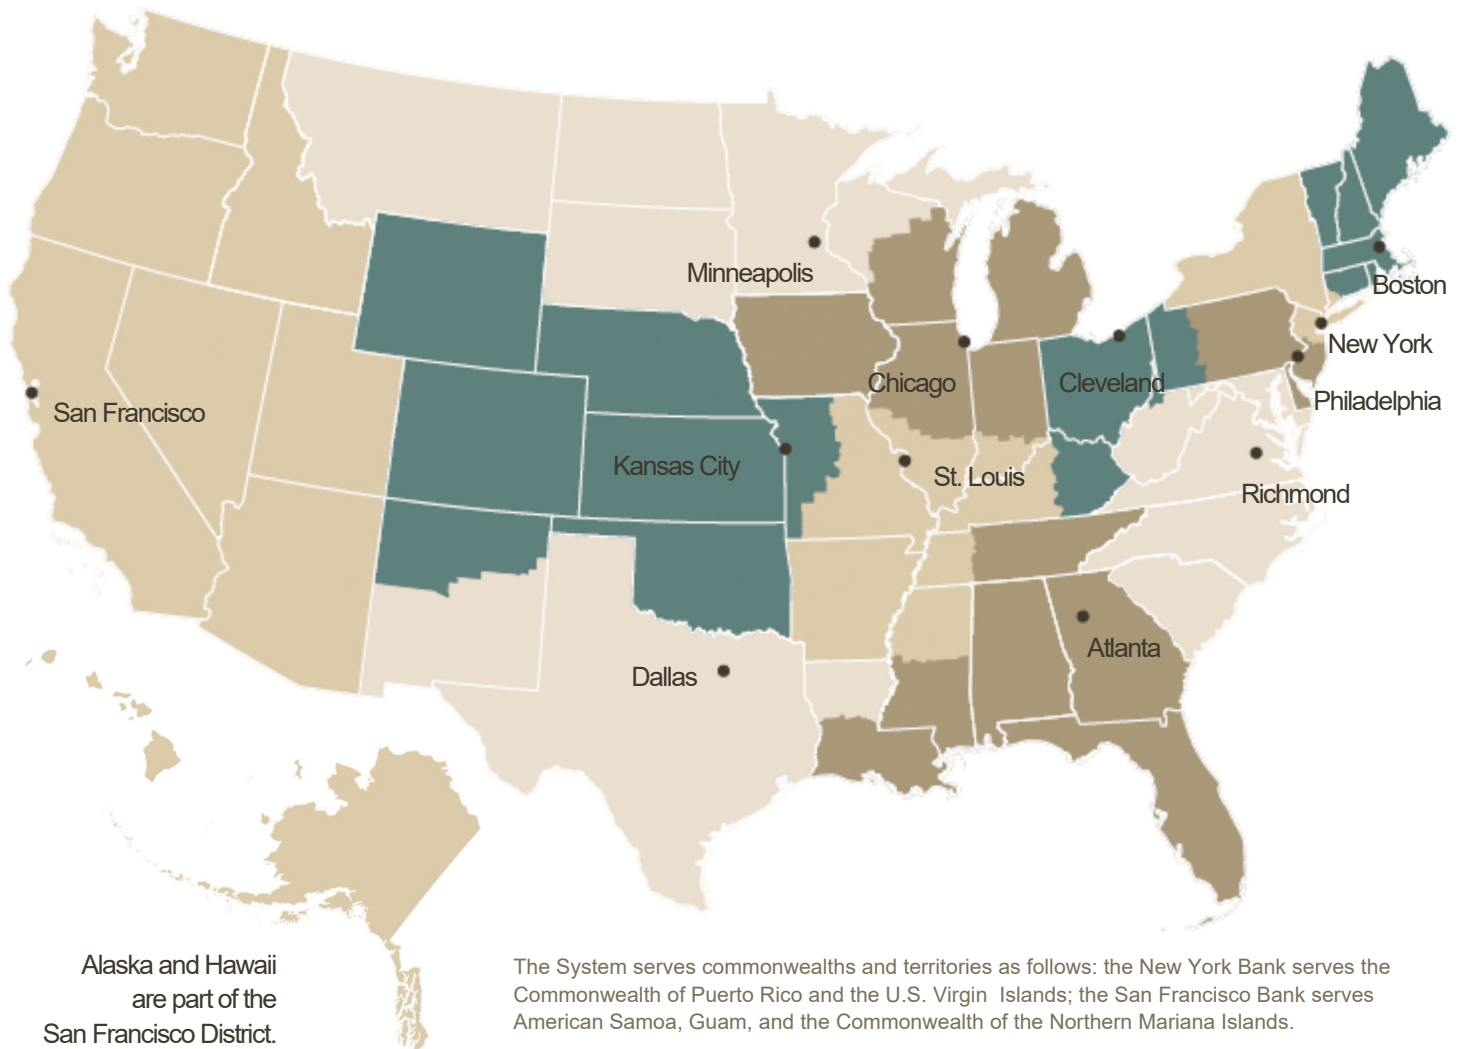 Minneapolis
Boston
New York
Chicago
Cleveland
Philadelphia
San Francisco
Kansas City
St. Louis
Richmond
Atlanta
Dallas
Alaska and Hawaii
are part of the
San Francisco District.
The System serves commonwealths and territories as follows: the New York Bank serves the
Commonwealth of Puerto Rico and the U.S. Virgin Islands; the San Francisco Bank serves
American Samoa, Guam, and the Commonwealth of the Northern Mariana Islands.